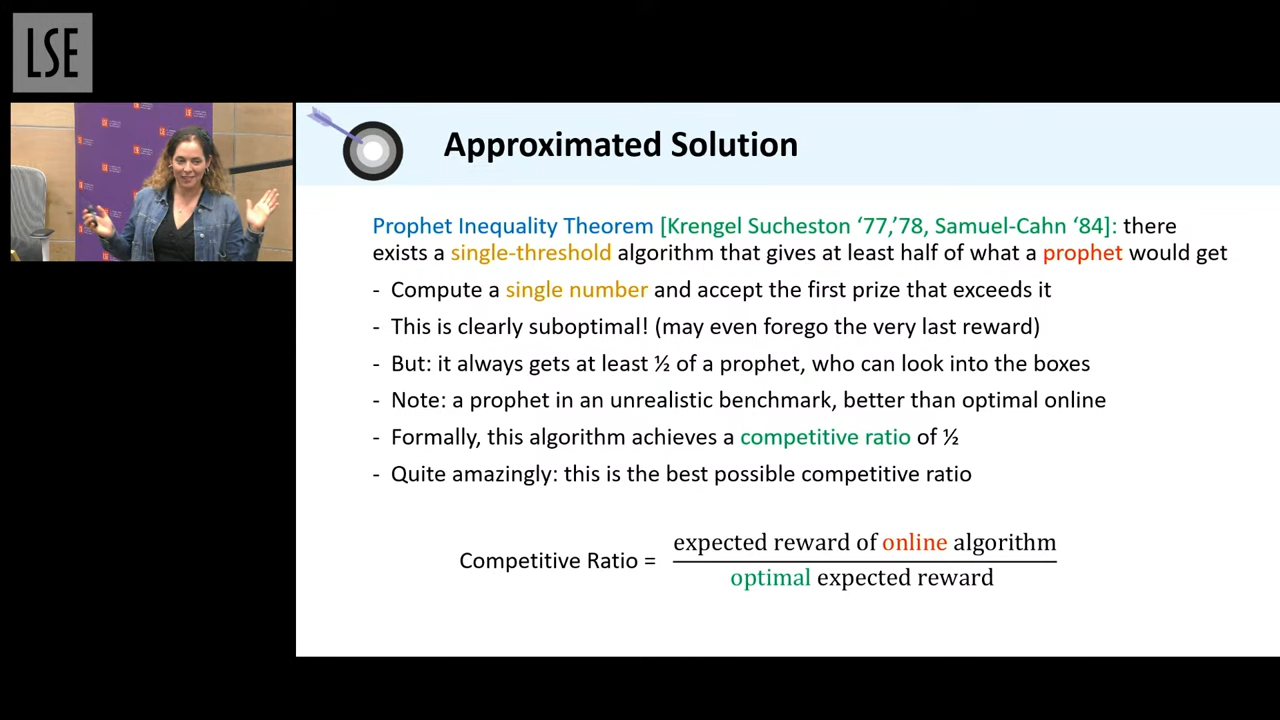 LSE
Approximated Solution
Prophet Inequality Theorem [Krengel Sucheston ‘77,’78, Samuel-Cahn ‘84]: there
exists a single-threshold algorithm that gives at least half of what a prophet would get
- Compute a single number and accept the first prize that exceeds it
- This is clearly suboptimal! (may even forego the very last reward)
- But: it always gets at least ½ of a prophet, who can look into the boxes
- Note: a prophet in an unrealistic benchmark, better than optimal online
- Formally, this algorithm achieves a competitive ratio of ½
- Quite amazingly: this is the best possible competitive ratio
expected reward of online algorithm
Competitive Ratio =
optimal expected reward